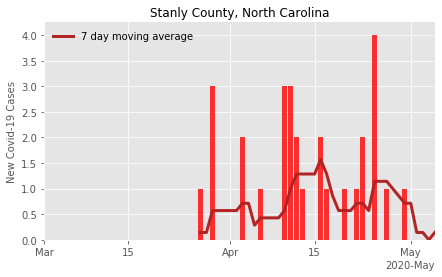 Stanly County, North Carolina
7 day moving average
New Covid-19 Cases
4.0
3.5
3.0
2.5
2.0
1.5
1.0
0.5
0.0
Mar 15 Apr 15 May
2020-May